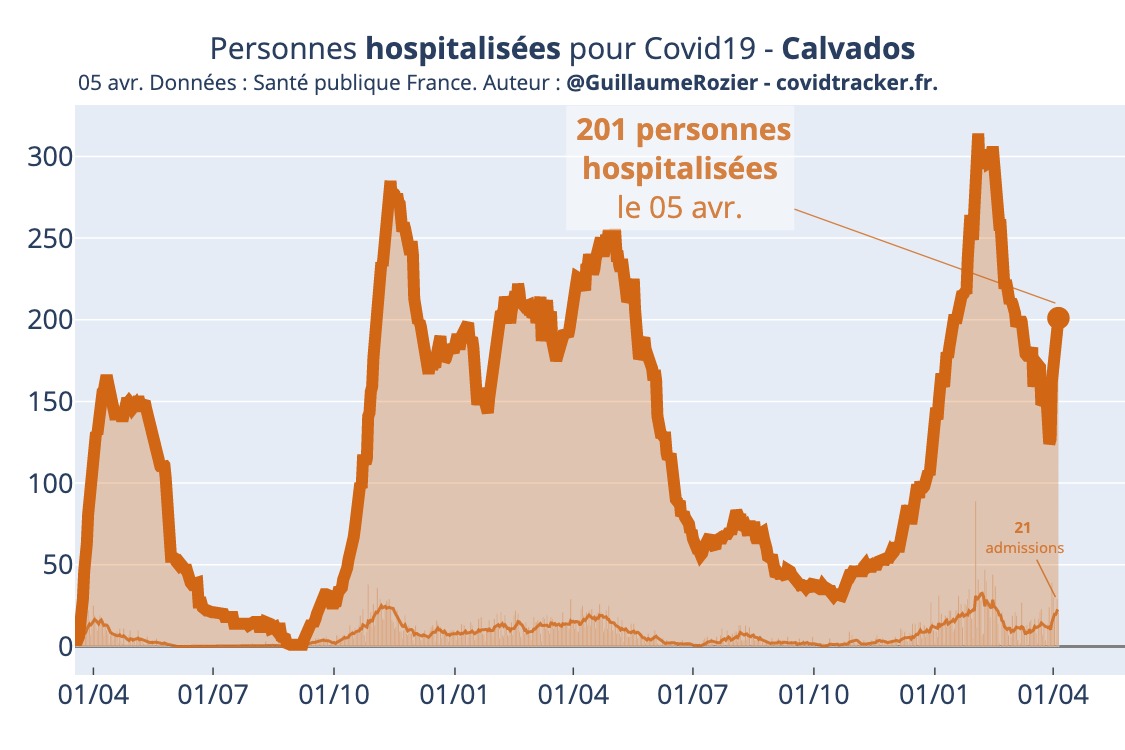 Personnes hospitalisées pour Covid19 - Calvados
05 avr. Données : Santé publique France. Auteur : @GuillaumeRozier - covidtracker.fr.
201 personnes
hospitalisées
le 05 avr.
300
250
200
150
100
50
0
21
admissions
01/04
01/07
01/10
01/01
01/04
01/07
01/10
01/01
01/04